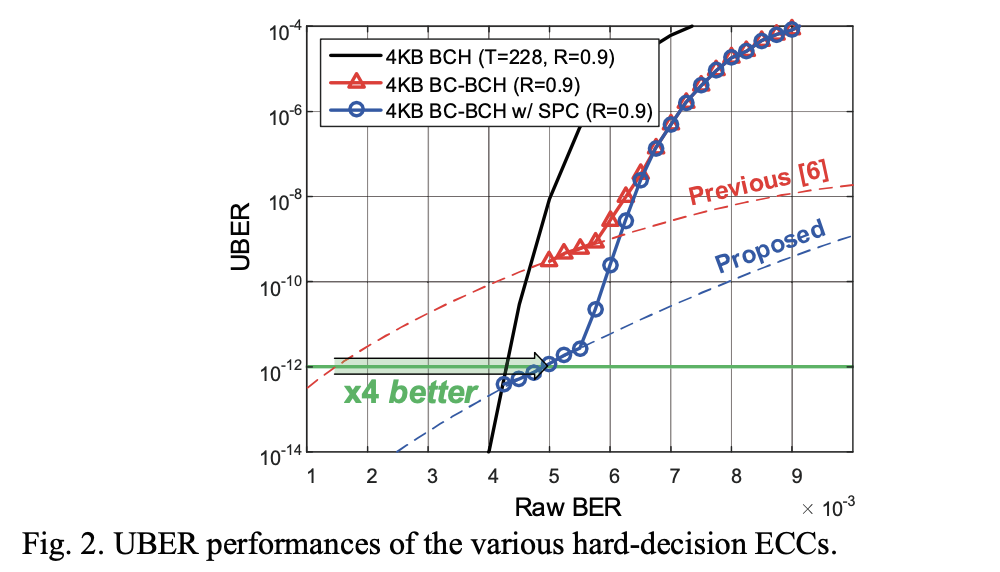 10-4
4KB BCH (T=228, R=0.9)
4KB BC-BCH (R=0.9)
4KB BC-BCH w/ SPC (R=0.9)
10-6
10-8
10-10
10-12
10-14
UBER
Previous [6]
Proposed
x4 better
1 2 3 4 5 6 7 8 9
Raw BER
× 10-3
Fig. 2. UBER performances of the various hard-decision ECCs.